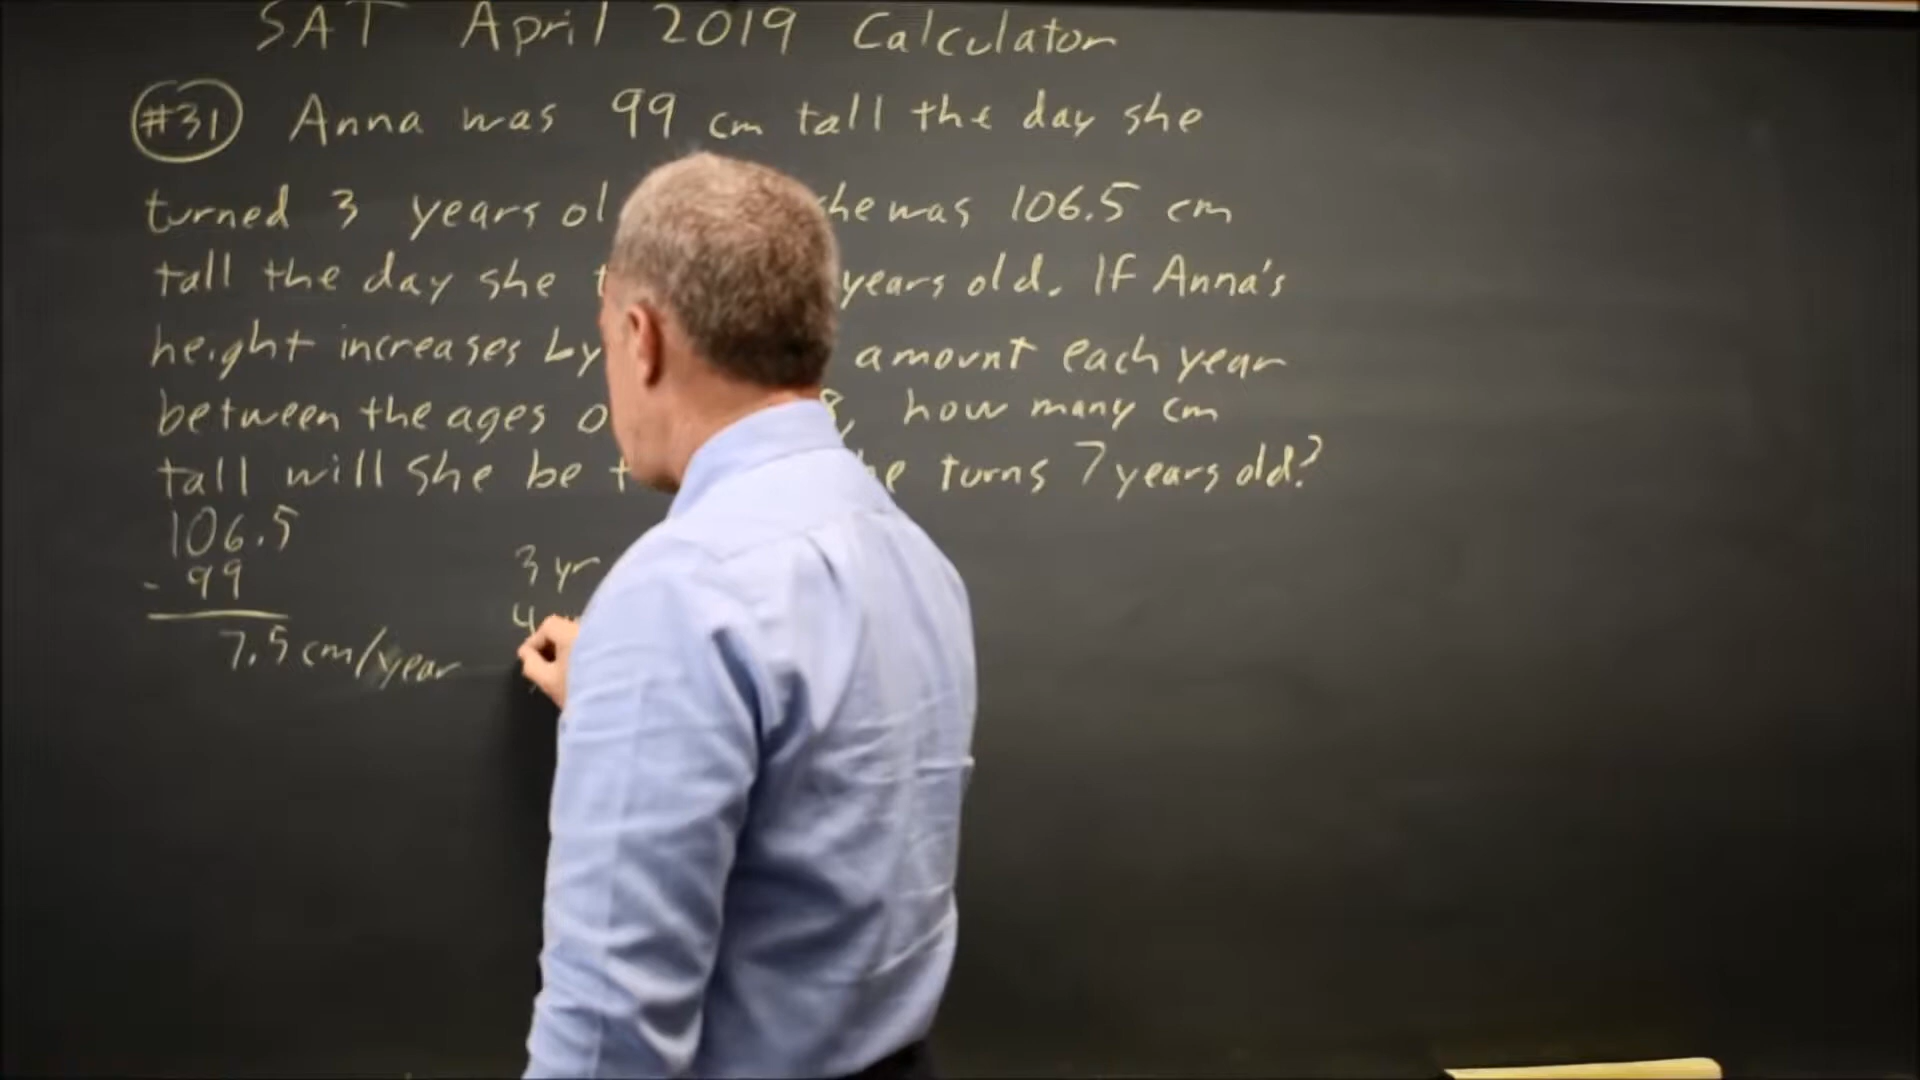 SAT April 2019 Calculator
#31 Anna was 99 cm tall the day she
turned 3 years she was 106.5 cm
tall the day she years old. If Anna's
height increases by amount each year
between the ages 8, how many cm
tall will she be turns 7 years old?
106.5
- 99
7.5 cm/year
3 yr
4